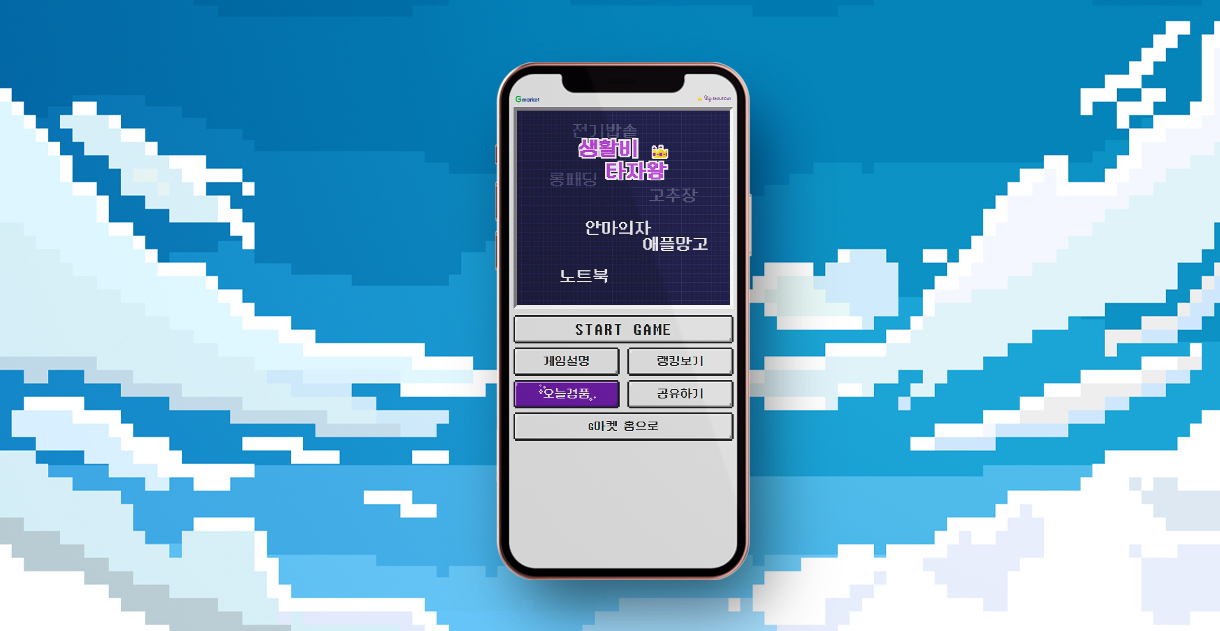 Gmarket
전기밥솥
생활비
타자왕
롱패딩
고추장
안마의자
애플망고
노트북
START GAME
게임설명 랭킹보기
오늘경품 공유하기
G마켓 홈으로